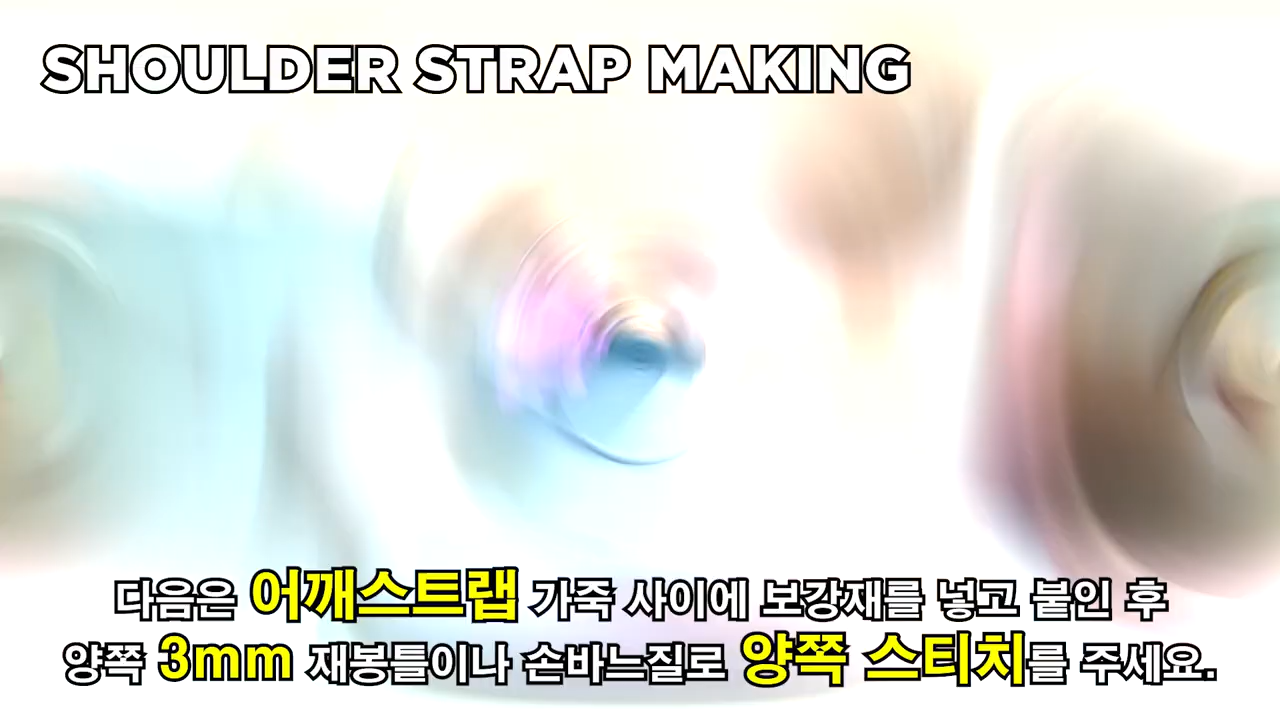 SHOULDER STRAP MAKING
다음은 어깨스트랩 가죽 사이에 보강재를 넣고 붙인 후
양쪽 3mm 재봉틀이나 손바느질로 양쪽 스티치를 주세요.